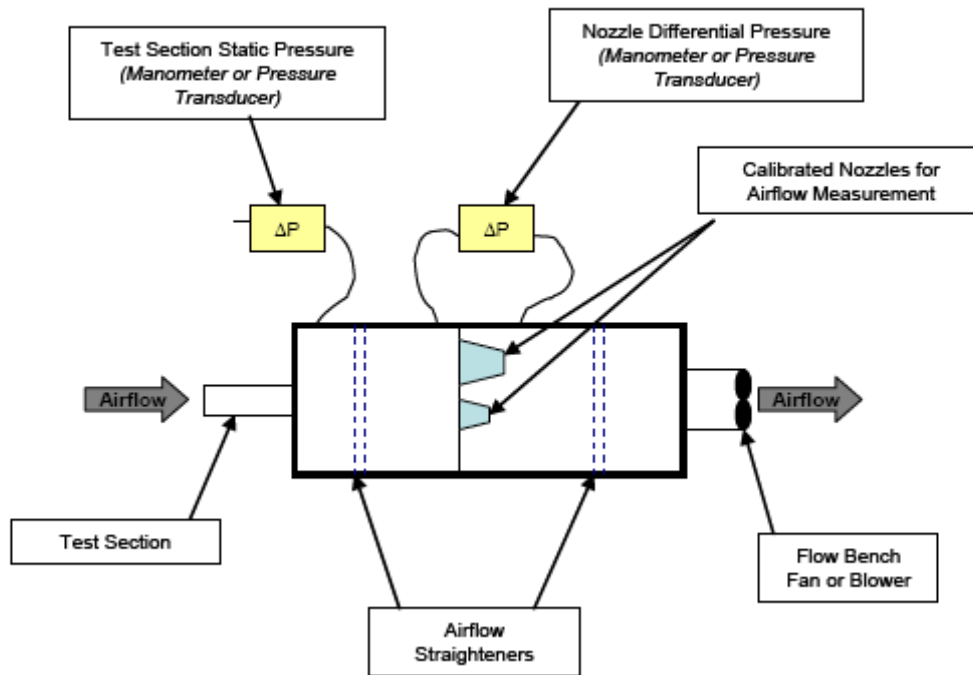 Test Section Static Pressure
(Manometer or Pressure
Transducer)
Nozzle Differential Pressure
(Manometer or Pressure
Transducer)
Calibrated Nozzles for
Airflow Measurement
ΔP
ΔP
Airflow
Airflow
Test Section
Flow Bench
Fan or Blower
Airflow
Straighteners